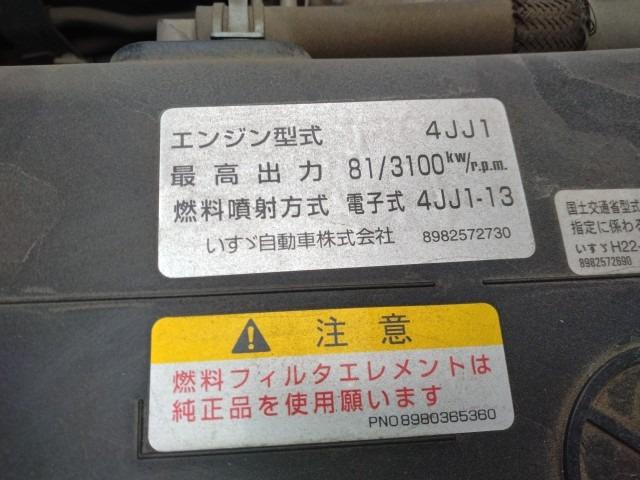 エンジン型式 4JJ1
最高出力 81/3100kw/r.p.m.
燃料噴射方式 電子式 4JJ1-13
いすゞ自動車株式会社 8982572730
国土交通省型式
指定に係わる
いすゞH22-
8982572690
注意
燃料フィルタエレメントは
純正品を使用願います
PNO8980365360